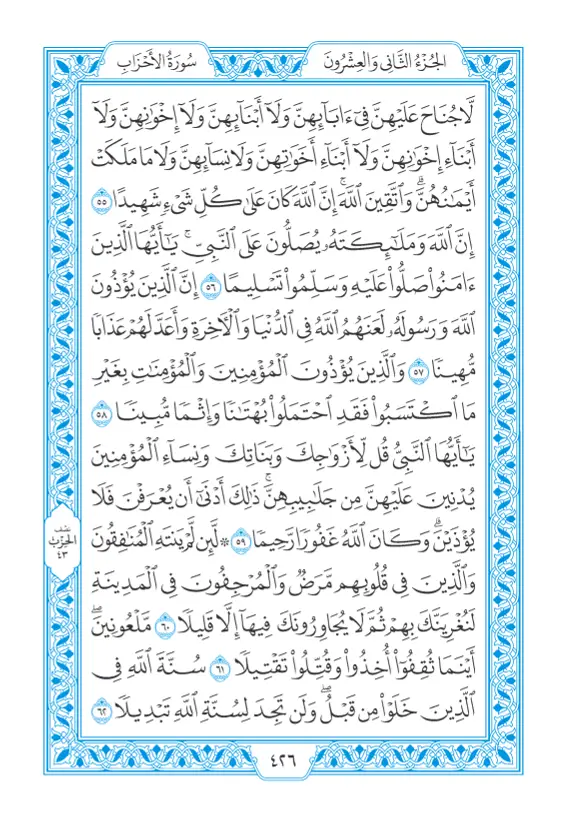 الجُزْءُ الثَّانِي وَالعِشْرُونَ
سُورَةُ الأَحْزَابِ
لَّا جُنَاحَ عَلَيْهِنَّ فِىٓ ءَابَآئِهِنَّ وَلَآ أَبْنَآئِهِنَّ وَلَآ إِخْوَٰنِهِنَّ وَلَآ
أَبْنَآءِ إِخْوَٰنِهِنَّ وَلَآ أَبْنَآءِ أَخَوَٰتِهِنَّ وَلَا نِسَآئِهِنَّ وَلَا مَا مَلَكَتْ
أَيْمَٰنُهُنَّۗ وَٱتَّقِينَ ٱللَّهَۚ إِنَّ ٱللَّهَ كَانَ عَلَىٰ كُلِّ شَىْءٍ شَهِيدًا ٥٥
إِنَّ ٱللَّهَ وَمَلَٰٓئِكَتَهُۥ يُصَلُّونَ عَلَى ٱلنَّبِىِّۚ يَٰٓأَيُّهَا ٱلَّذِينَ
ءَامَنُوا۟ صَلُّوا۟ عَلَيْهِ وَسَلِّمُوا۟ تَسْلِيمًا ٥٦ إِنَّ ٱلَّذِينَ يُؤْذُونَ
ٱللَّهَ وَرَسُولَهُۥ لَعَنَهُمُ ٱللَّهُ فِى ٱلدُّنْيَا وَٱلْءَاخِرَةِ وَأَعَدَّ لَهُمْ عَذَابًا
مُّهِينًا ٥٧ وَٱلَّذِينَ يُؤْذُونَ ٱلْمُؤْمِنِينَ وَٱلْمُؤْمِنَٰتِ بِغَيْرِ
مَا ٱكْتَسَبُوا۟ فَقَدِ ٱحْتَمَلُوا۟ بُهْتَٰنًا وَإِثْمًا مُّبِينًا ٥٨
يَٰٓأَيُّهَا ٱلنَّبِىُّ قُل لِّأَزْوَٰجِكَ وَبَنَاتِكَ وَنِسَآءِ ٱلْمُؤْمِنِينَ
يُدْنِينَ عَلَيْهِنَّ مِن جَلَٰبِيبِهِنَّۚ ذَٰلِكَ أَدْنَىٰٓ أَن يُعْرَفْنَ فَلَا
يُؤْذَيْنَۗ وَكَانَ ٱللَّهُ غَفُورًا رَّحِيمًا ٥٩ ۞ لَّئِن لَّمْ يَنتَهِ ٱلْمُنَٰفِقُونَ
وَٱلَّذِينَ فِى قُلُوبِهِم مَّرَضٌ وَٱلْمُرْجِفُونَ فِى ٱلْمَدِينَةِ
لَنُغْرِيَنَّكَ بِهِمْ ثُمَّ لَا يُجَاوِرُونَكَ فِيهَآ إِلَّا قَلِيلًا ٦٠ مَّلْعُونِينَۖ
أَيْنَمَا ثُقِفُوٓا۟ أُخِذُوا۟ وَقُتِّلُوا۟ تَقْتِيلًا ٦١ سُنَّةَ ٱللَّهِ فِى
ٱلَّذِينَ خَلَوْا۟ مِن قَبْلُۖ وَلَن تَجِدَ لِسُنَّةِ ٱللَّهِ تَبْدِيلًا ٦٢
نصف
الحزب
٤٣
٤٢٦